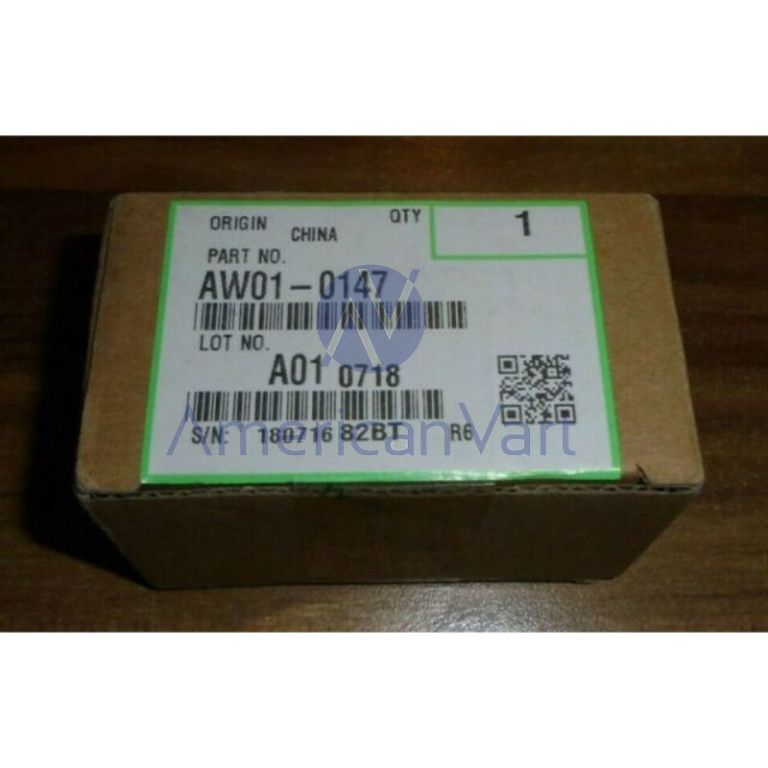 ORIGIN CHINA QTY 1
PART NO.
AW01-0147
LOT NO.
A01 0718
S/N: 180716 82BT R6
AmericanVart